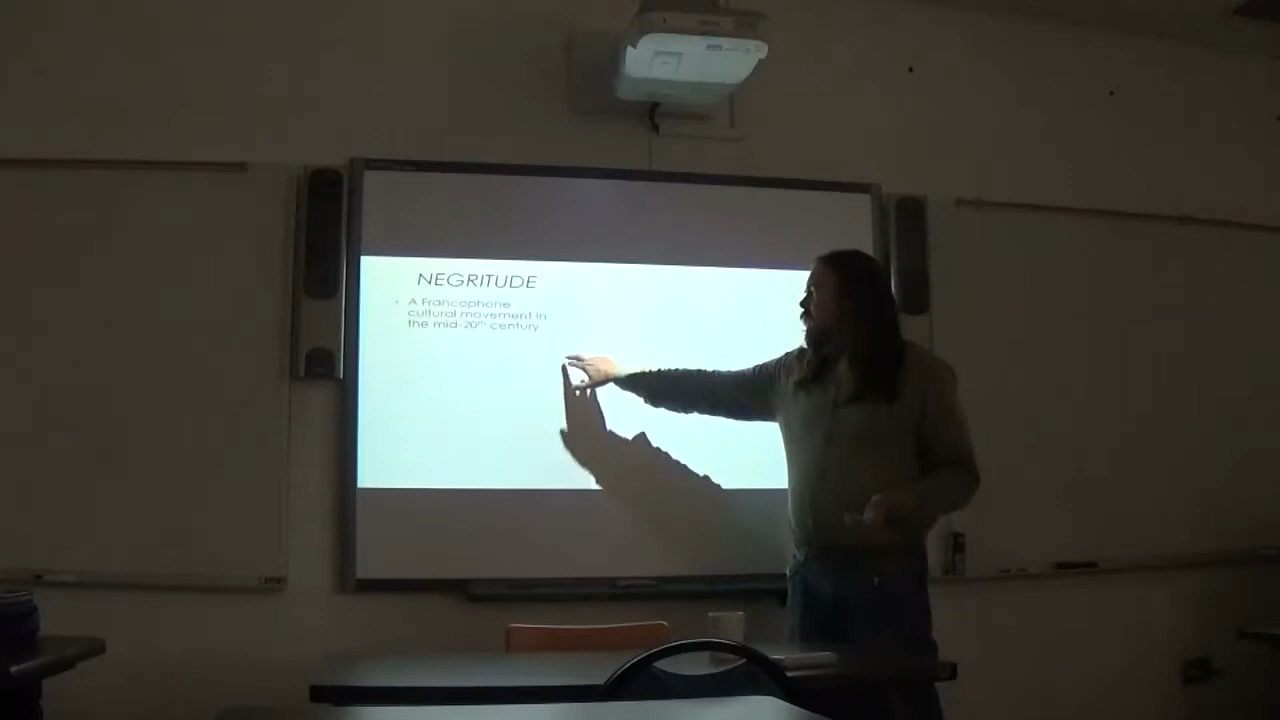 NEGRITUDE
• A Francophone
cultural movement in
the mid-20th century